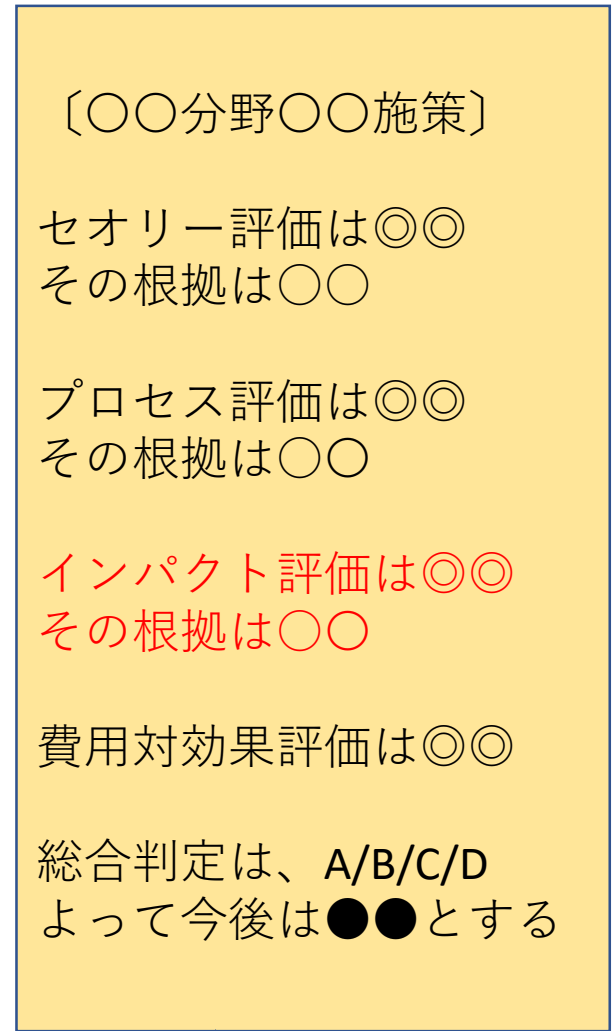 〔〇〇分野〇〇施策〕
セオリー評価は◎◎
その根拠は〇〇
プロセス評価は◎◎
その根拠は〇〇
インパクト評価は◎◎
その根拠は〇〇
費用対効果評価は◎◎
総合判定は、A/B/C/D
よって今後は●●とする